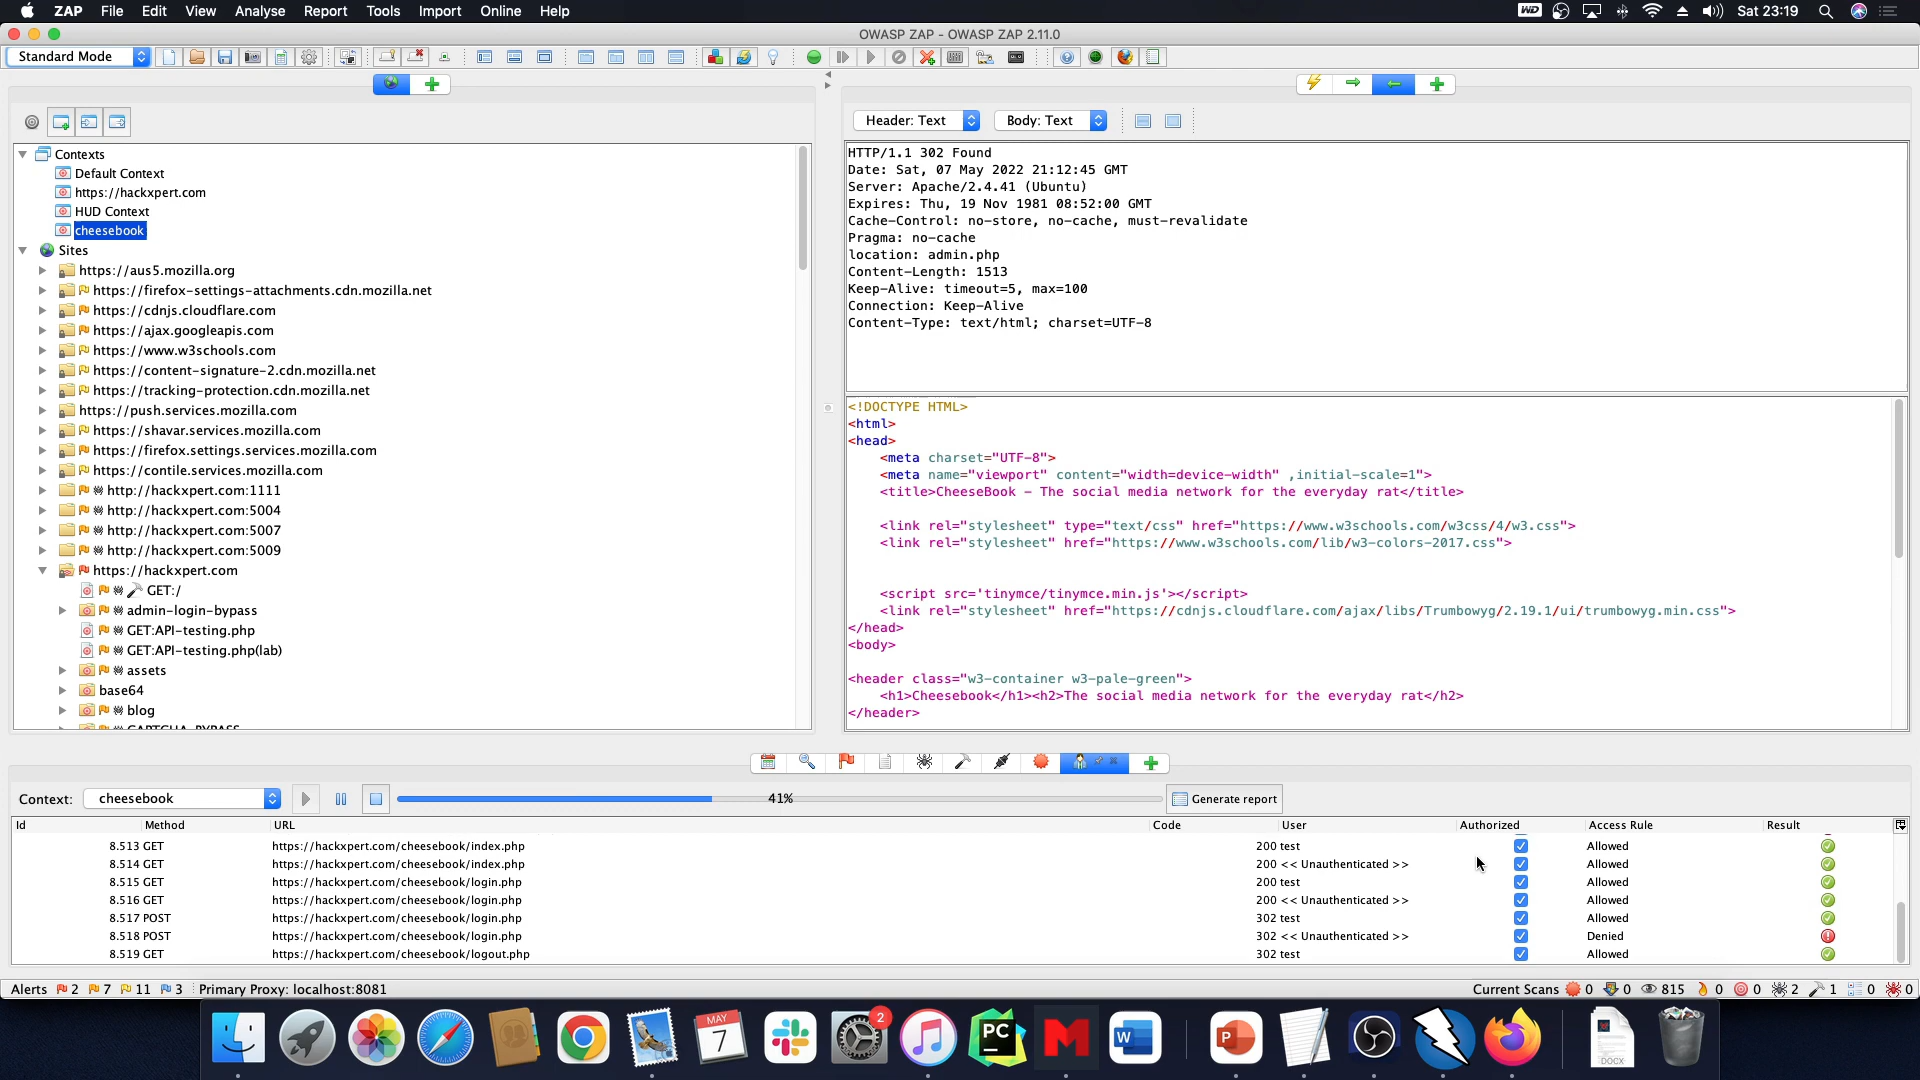 ZAP File Edit View Analyse Report Tools Import Online Help
WD
Sat 23:19
OWASP ZAP - OWASP ZAP 2.11.0
Standard Mode
Header: Text
Body: Text
Contexts
Default Context
https://hackxpert.com
HUD Context
cheesebook
Sites
https://aus5.mozilla.org
https://firefox-settings-attachments.cdn.mozilla.net
https://cdnjs.cloudflare.com
https://ajax.googleapis.com
https://www.w3schools.com
https://content-signature-2.cdn.mozilla.net
https://tracking-protection.cdn.mozilla.net
https://push.services.mozilla.com
https://shavar.services.mozilla.com
https://firefox.settings.services.mozilla.com
https://contile.services.mozilla.com
http://hackxpert.com:1111
http://hackxpert.com:5004
http://hackxpert.com:5007
http://hackxpert.com:5009
https://hackxpert.com
GET:/
admin-login-bypass
GET:API-testing.php
GET:API-testing.php(lab)
assets
base64
blog
CAPTCHA-BYPASS
HTTP/1.1 302 Found
Date: Sat, 07 May 2022 21:12:45 GMT
Server: Apache/2.4.41 (Ubuntu)
Expires: Thu, 19 Nov 1981 08:52:00 GMT
Cache-Control: no-store, no-cache, must-revalidate
Pragma: no-cache
location: admin.php
Content-Length: 1513
Keep-Alive: timeout=5, max=100
Connection: Keep-Alive
Content-Type: text/html; charset=UTF-8
<!DOCTYPE HTML>
<html>
<head>
<meta charset="UTF-8">
<meta name="viewport" content="width=device-width" ,initial-scale=1">
<title>CheeseBook - The social media network for the everyday rat</title>
<link rel="stylesheet" type="text/css" href="https://www.w3schools.com/w3css/4/w3.css">
<link rel="stylesheet" href="https://www.w3schools.com/lib/w3-colors-2017.css">
<script src='tinymce/tinymce.min.js'></script>
<link rel="stylesheet" href="https://cdnjs.cloudflare.com/ajax/libs/Trumbowyg/2.19.1/ui/trumbowyg.min.css">
</head>
<body>
<header class="w3-container w3-pale-green">
<h1>Cheesebook</h1><h2>The social media network for the everyday rat</h2>
</header>
Context: cheesebook 41% Generate report
Id Method URL Code User Authorized Access Rule Result
8.513 GET https://hackxpert.com/cheesebook/index.php 200 test Allowed
8.514 GET https://hackxpert.com/cheesebook/index.php 200 << Unauthenticated >> Allowed
8.515 GET https://hackxpert.com/cheesebook/login.php 200 test Allowed
8.516 GET https://hackxpert.com/cheesebook/login.php 200 << Unauthenticated >> Allowed
8.517 POST https://hackxpert.com/cheesebook/login.php 302 test Allowed
8.518 POST https://hackxpert.com/cheesebook/login.php 302 << Unauthenticated >> Denied
8.519 GET https://hackxpert.com/cheesebook/logout.php 302 test Allowed
Alerts 2 7 11 3 Primary Proxy: localhost:8081 Current Scans 0 0 815 0 0 2 1 0 0
MAY
7
2
PC
W
P
DOCX